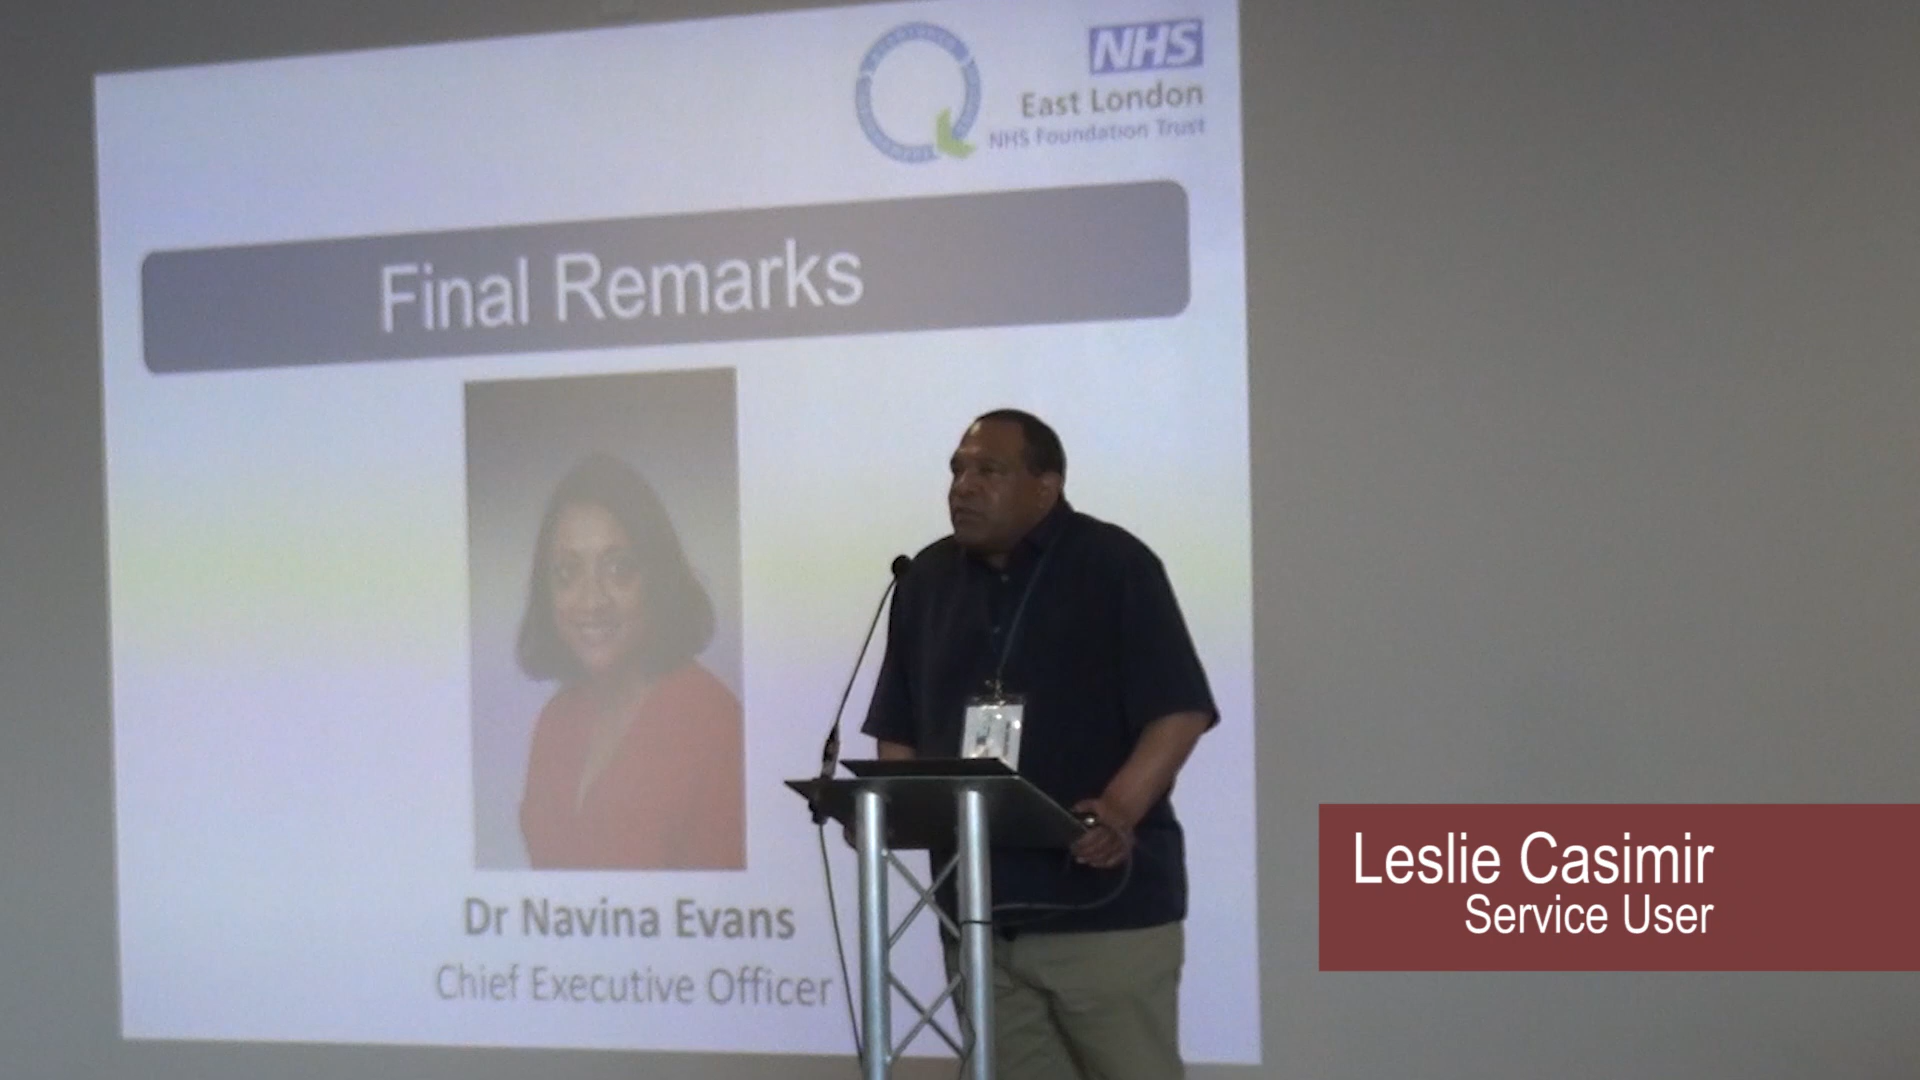 NHS
East London
NHS Foundation Trust
Final Remarks
Dr Navina Evans
Chief Executive Officer
Leslie Casimir
Service User